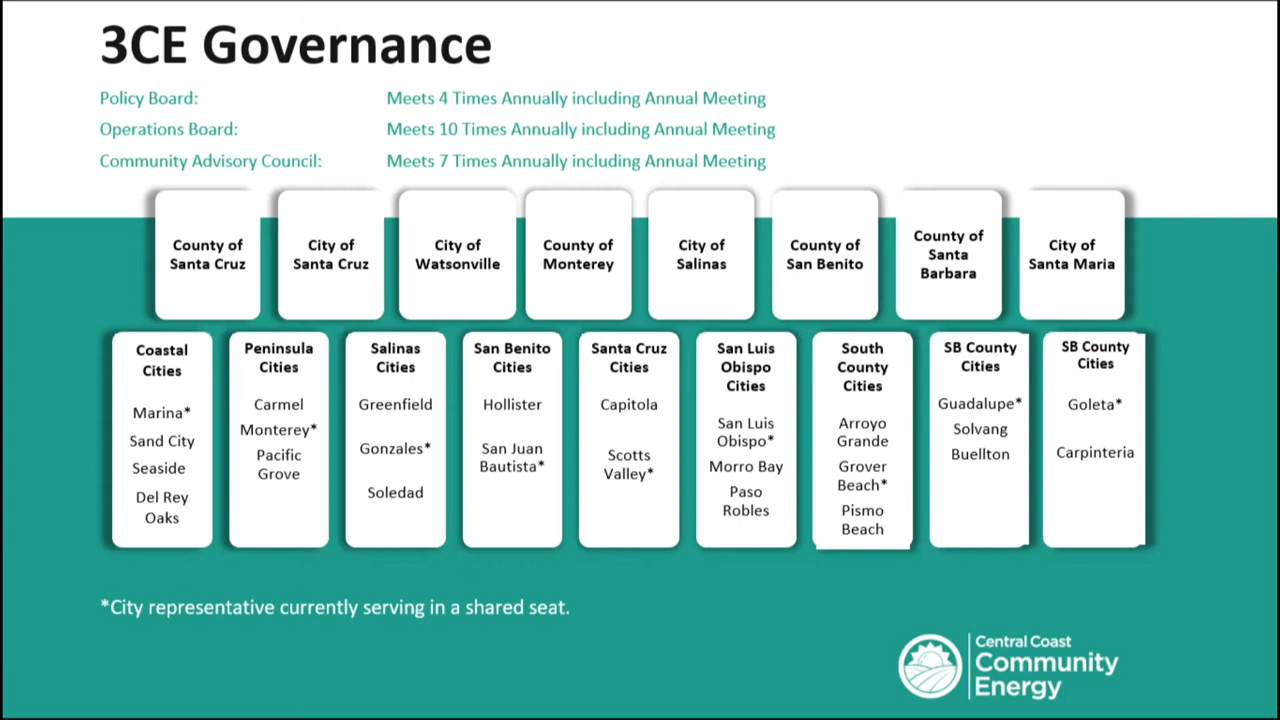 3CE Governance
Policy Board: Meets 4 Times Annually including Annual Meeting
Operations Board: Meets 10 Times Annually including Annual Meeting
Community Advisory Council: Meets 7 Times Annually including Annual Meeting
County of
Santa Cruz
City of
Santa Cruz
City of
Watsonville
County of
Monterey
City of
Salinas
County of
San Benito
County of
Santa
Barbara
City of
Santa Maria
Coastal
Cities
Marina*
Sand City
Seaside
Del Rey
Oaks
Peninsula
Cities
Carmel
Monterey*
Pacific
Grove
Salinas
Cities
Greenfield
Gonzales*
Soledad
San Benito
Cities
Hollister
San Juan
Bautista*
Santa Cruz
Cities
Capitola
Scotts
Valley*
San Luis
Obispo
Cities
San Luis
Obispo*
Morro Bay
Paso
Robles
South
County
Cities
Arroyo
Grande
Grover
Beach*
Pismo
Beach
SB County
Cities
Guadalupe*
Solvang
Buellton
SB County
Cities
Goleta*
Carpinteria
*City representative currently serving in a shared seat.
Central Coast
Community
Energy